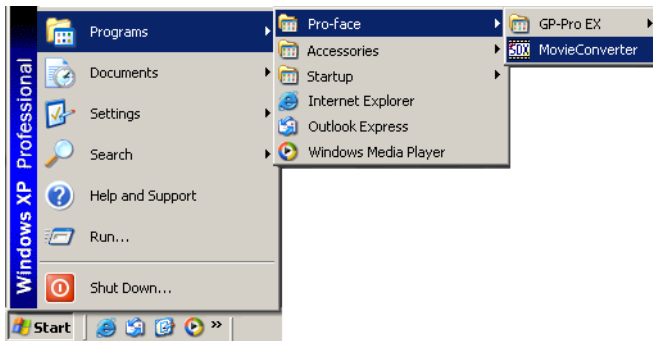 Windows XP Professional
Programs
Documents
Settings
Search
Help and Support
Run...
Shut Down...
Start
»
Pro-face
Accessories
Startup
Internet Explorer
Outlook Express
Windows Media Player
GP-Pro EX
SDX MovieConverter